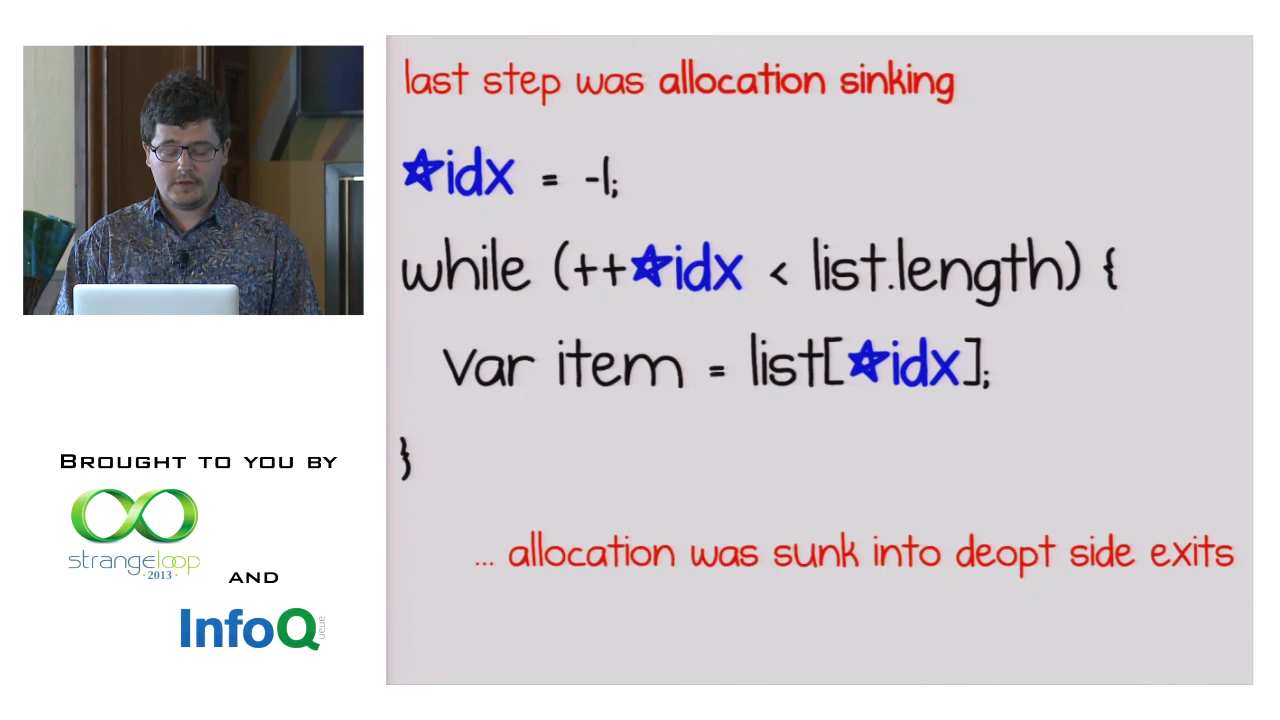 last step was allocation sinking
☆idx = -1;
while (++☆idx < list.length) {
var item = list[☆idx];
}
... allocation was sunk into deopt side exits
BROUGHT TO YOU BY
strangeloop
·2013·
AND
InfoQ
ueue